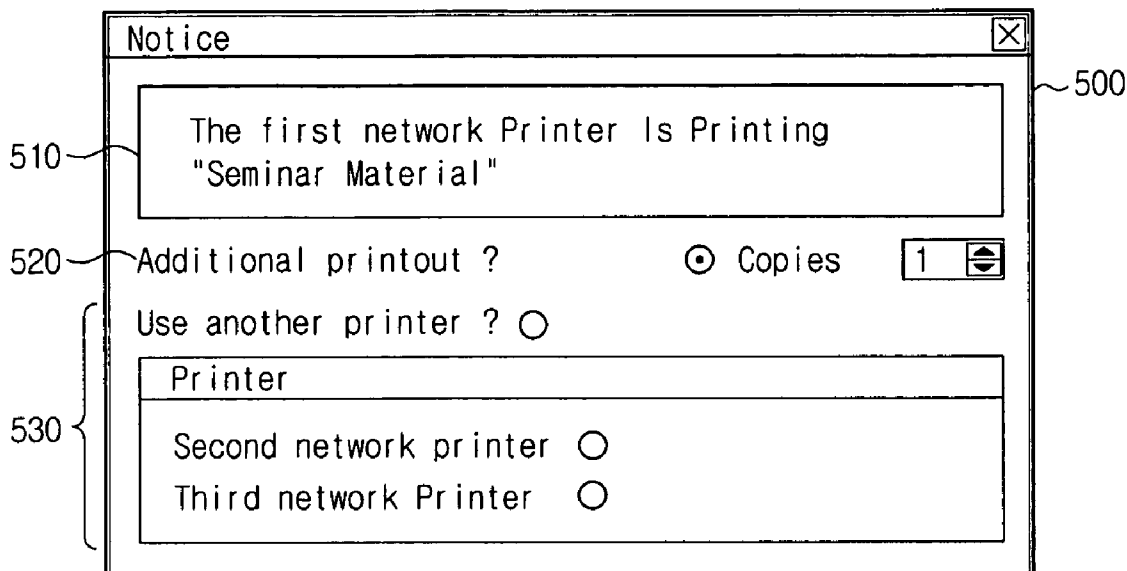 Notice
500
The first network Printer Is Printing
510
"Seminar Material"
520 Additional printout ? Copies 1
Use another printer ?
Printer
530
Second network printer
Third network Printer